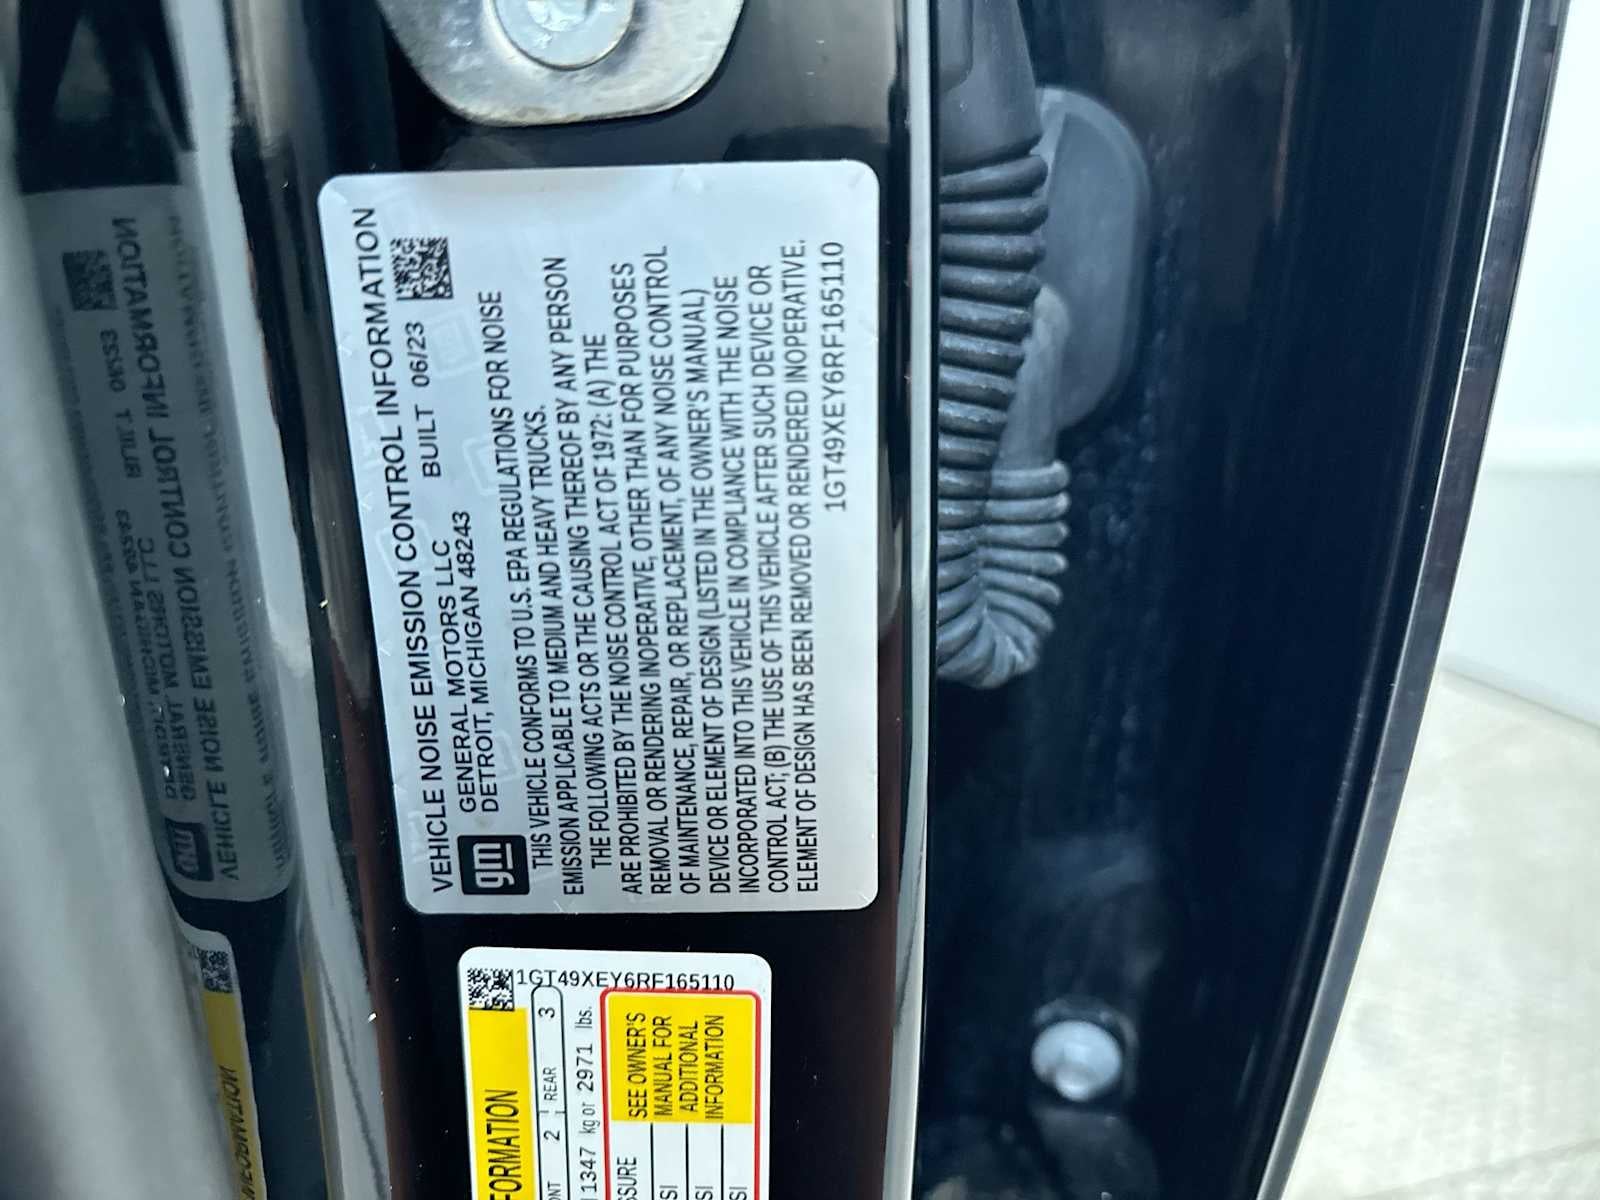 VEHICLE NOISE EMISSION CONTROL INFORMATION
gm
GENERAL MOTORS LLC
DETROIT, MICHIGAN 48243
BUILT 06/23
THIS VEHICLE CONFORMS TO U.S. EPA REGULATIONS FOR NOISE
EMISSION APPLICABLE TO MEDIUM AND HEAVY TRUCKS.
THE FOLLOWING ACTS OR THE CAUSING THEREOF BY ANY PERSON
ARE PROHIBITED BY THE NOISE CONTROL ACT OF 1972: (A) THE
REMOVAL OR RENDERING INOPERATIVE, OTHER THAN FOR PURPOSES
OF MAINTENANCE, REPAIR, OR REPLACEMENT, OF ANY NOISE CONTROL
DEVICE OR ELEMENT OF DESIGN (LISTED IN THE OWNER'S MANUAL)
INCORPORATED INTO THIS VEHICLE IN COMPLIANCE WITH THE NOISE
CONTROL ACT; (B) THE USE OF THIS VEHICLE AFTER SUCH DEVICE OR
ELEMENT OF DESIGN HAS BEEN REMOVED OR RENDERED INOPERATIVE.
1GT49XEY6RF165110
1GT49XEY6RF165110
FORMATION
2 REAR 3
1347 kg or 2971 lbs.
SEE OWNER'S
MANUAL FOR
ADDITIONAL
INFORMATION